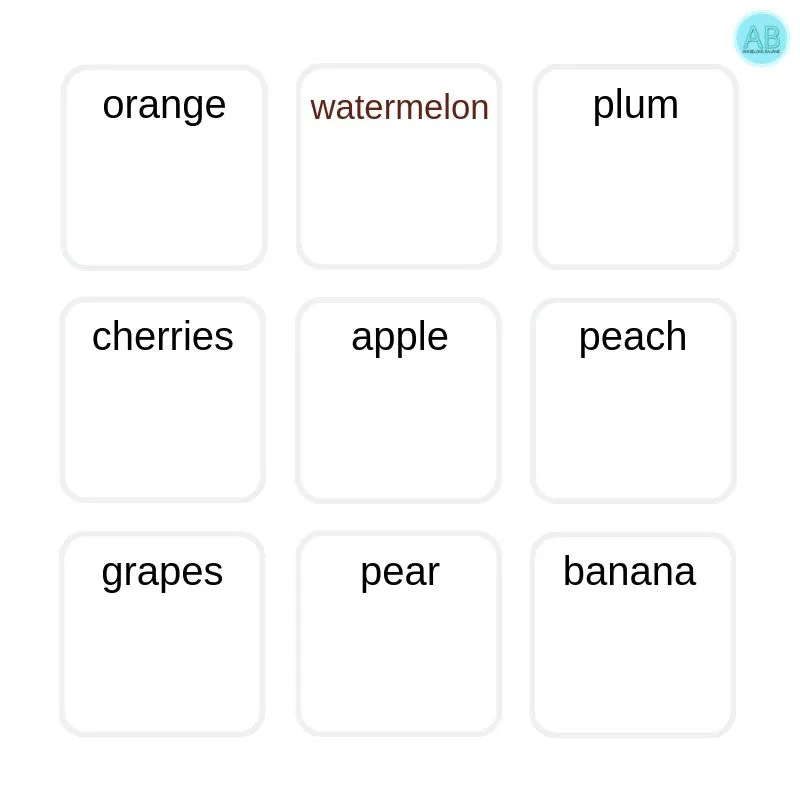 AB
orange
watermelon
plum
cherries
apple
peach
grapes
pear
banana